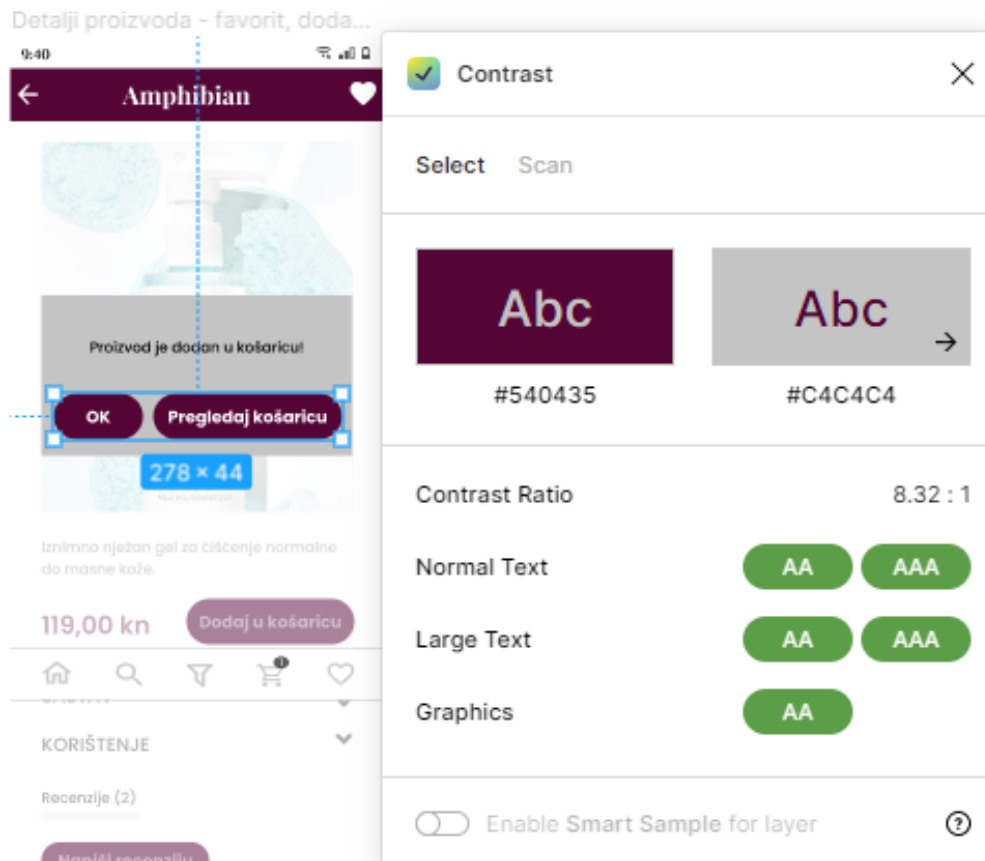 Detalji proizvoda - favorit, doda...
9:40
Amphibian
Proizvod je dodan u košaricu!
OK
Pregledaj košaricu
278 × 44
Iznimno nježan gel za čišćenje normalne
do masne kože.
119,00 kn
Dodaj u košaricu
KORIŠTENJE
Recenzije (2)
Napiši recenziju
Contrast
Select Scan
Abc
Abc
#540435
#C4C4C4
Contrast Ratio 8.32 : 1
Normal Text AA AAA
Large Text AA AAA
Graphics AA
Enable Smart Sample for layer